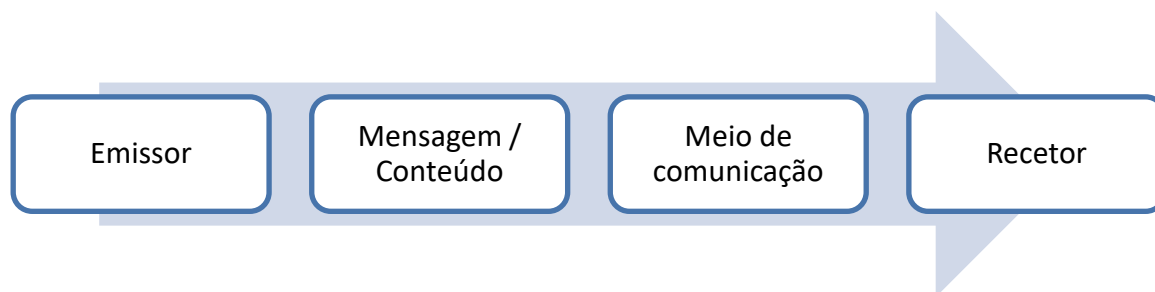 Emissor
Mensagem /
Conteúdo
Meio de
comunicação
Recetor